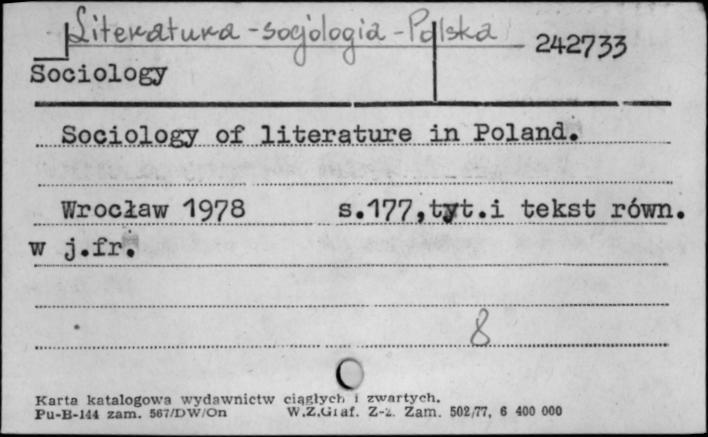 Literatura - socjologia - Polska 242733
Sociology
Sociology of literature in Poland.
Wrocław 1978 s.177,tyt.i tekst równ.
w j.fr.
8
Karta katalogowa wydawnictw ciągłych i zwartych.
Pu-B-144 zam. 567/DW/On W.Z.Graf. Z-z. Zam. 502/77, 6 400 000